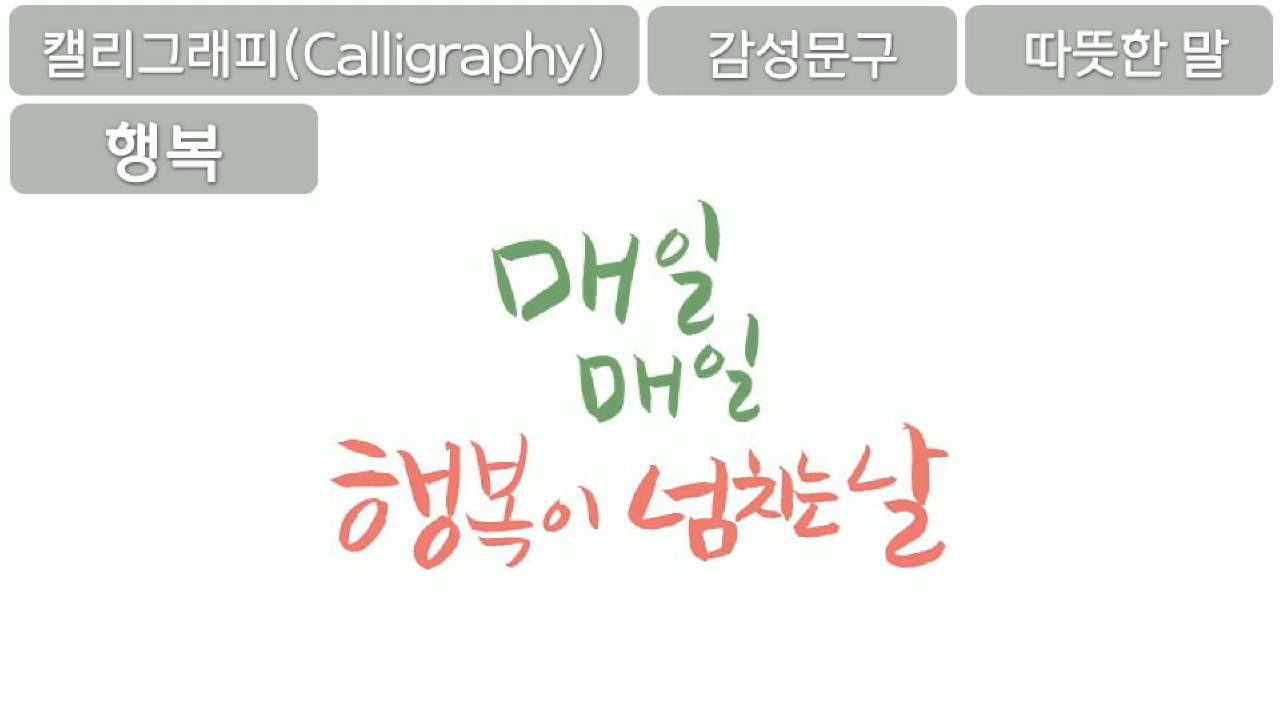 캘리그래피(Calligraphy) 감성문구 따뜻한 말
행복
매일
매일
행복이 넘치는 날